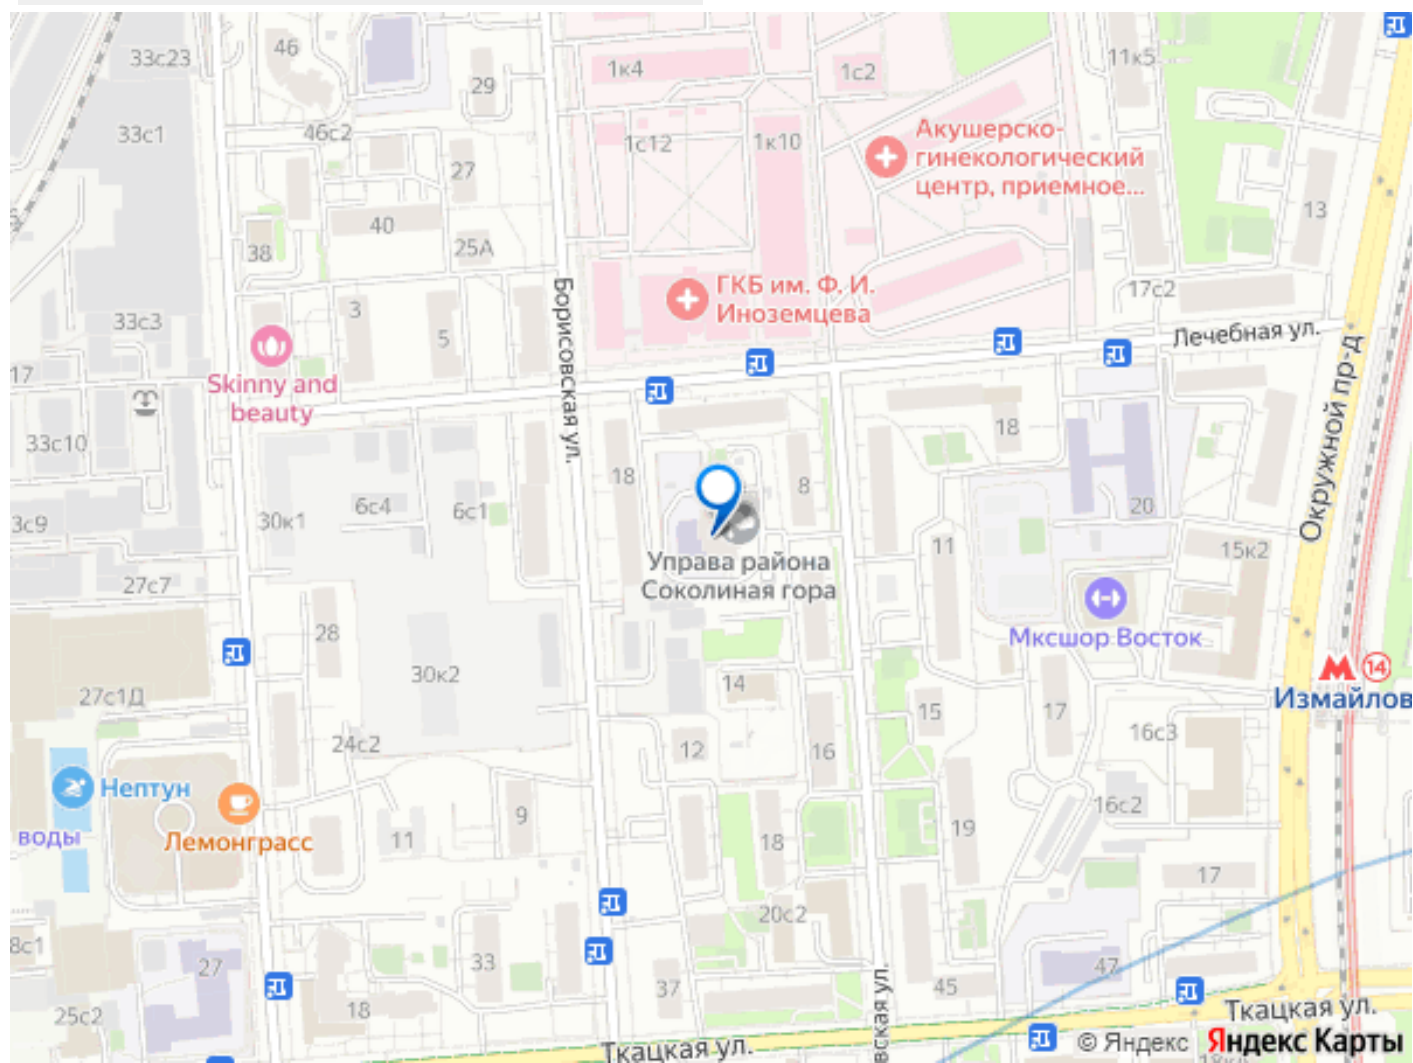 33с23
46
29
1к4
1с2
11к5
33с1
46с2
27
1с12
1к10
Акушерско-
гинекологический
центр, приемное...
40
38
25А
13
Борисовская ул.
ГКБ им. Ф. И.
Иноземцева
17с2
33с3
3
5
Лечебная ул.
17
Skinny and
beauty
Окружной пр-д
33с10
18
18
8
6с4
6с1
30к1
3с9
20
11
15к2
Управа района
Соколиная гора
27с7
Мксшор Восток
28
30к2
14
27с1Д
15
17
14
Измайлов
24с2
12
16
16с3
Нептун
16с2
воды
Лемонграсс
11
9
18
19
17
20с2
8с1
27
33
37
45
47
25с2
18
вская ул.
Ткацкая ул.
Ткацкая ул.
© Яндекс Яндекс Карты